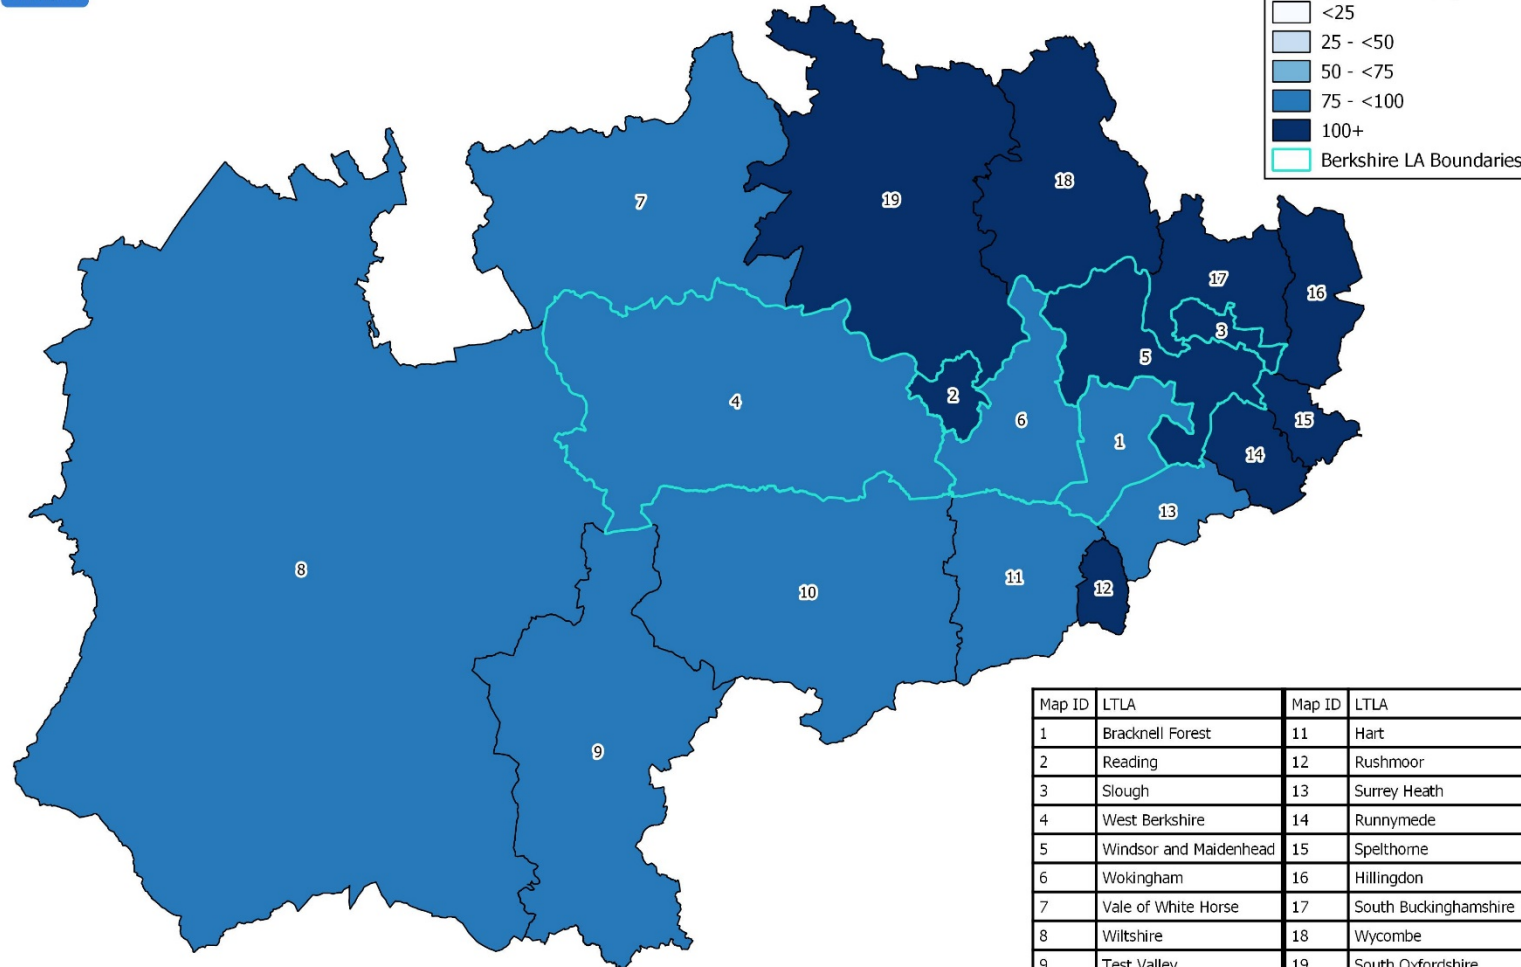 <25
25 - <50
50 - <75
75 - <100
100+
Berkshire LA Boundaries
18
7
19
17
16
3
5
4
2
6
1
15
14
13
8
11
12
10
9
Map ID LTLA Map ID LTLA
1 Bracknell Forest 11 Hart
2 Reading 12 Rushmoor
3 Slough 13 Surrey Heath
4 West Berkshire 14 Runnymede
5 Windsor and Maidenhead 15 Spelthorne
6 Wokingham 16 Hillingdon
7 Vale of White Horse 17 South Buckinghamshire
8 Wiltshire 18 Wycombe
9 Test Valley 19 South Oxfordshire